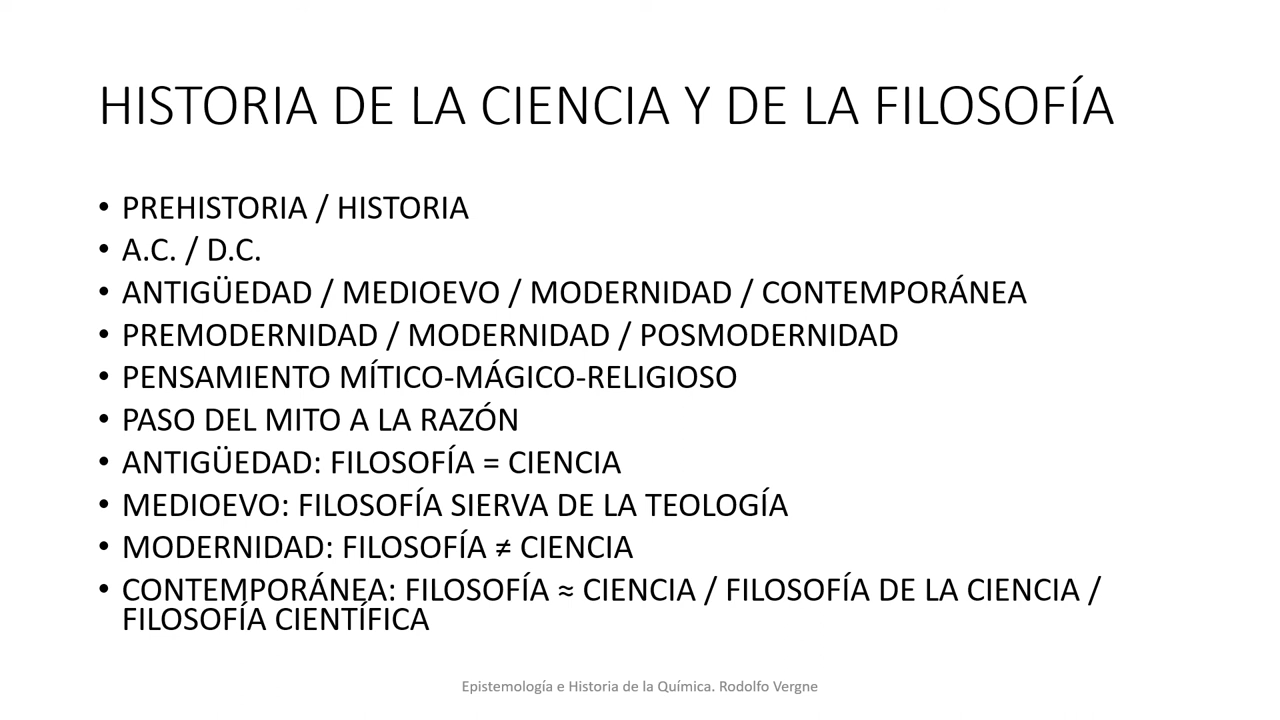 HISTORIA DE LA CIENCIA Y DE LA FILOSOFÍA
• PREHISTORIA / HISTORIA
• A.C. / D.C.
• ANTIGÜEDAD / MEDIOEVO / MODERNIDAD / CONTEMPORÁNEA
• PREMODERNIDAD / MODERNIDAD / POSMODERNIDAD
• PENSAMIENTO MÍTICO-MÁGICO-RELIGIOSO
• PASO DEL MITO A LA RAZÓN
• ANTIGÜEDAD: FILOSOFÍA = CIENCIA
• MEDIOEVO: FILOSOFÍA SIERVA DE LA TEOLOGÍA
• MODERNIDAD: FILOSOFÍA ≠ CIENCIA
• CONTEMPORÁNEA: FILOSOFÍA ≈ CIENCIA / FILOSOFÍA DE LA CIENCIA /
FILOSOFÍA CIENTÍFICA
Epistemología e Historia de la Química. Rodolfo Vergne